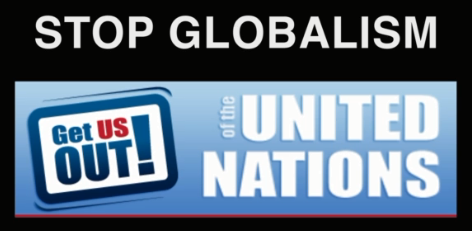 STOP GLOBALISM
Get US
OUT!
of the
UNITED
NATIONS